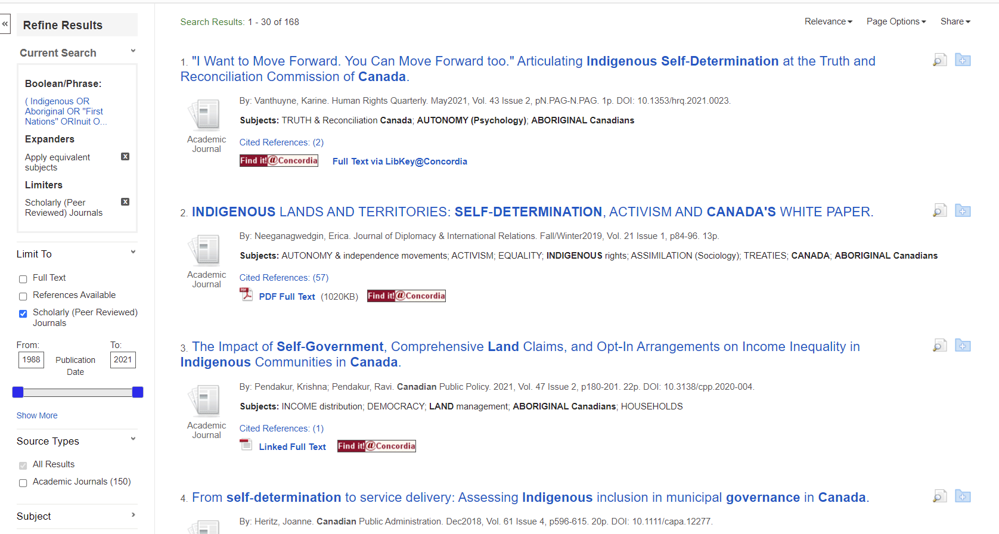 «
Refine Results
Current Search
Boolean/Phrase:
( Indigenous OR
Aboriginal OR "First
Nations" ORInuit O...
Expanders
Apply equivalent
subjects
Limiters
Scholarly (Peer
Reviewed) Journals
Limit To
Full Text
References Available
Scholarly (Peer Reviewed)
Journals
From:
To:
1988
Publication
Date
2021
Show More
Source Types
All Results
Academic Journals (150)
Subject
Search Results: 1 - 30 of 168
Relevance
Page Options
Share
1. "I Want to Move Forward. You Can Move Forward too." Articulating Indigenous Self-Determination at the Truth and
Reconciliation Commission of Canada.
Academic
Journal
By: Vanthuyne, Karine. Human Rights Quarterly. May2021, Vol. 43 Issue 2, pN.PAG-N.PAG. 1p. DOI: 10.1353/hrq.2021.0023.
Subjects: TRUTH & Reconciliation Canada; AUTONOMY (Psychology); ABORIGINAL Canadians
Cited References: (2)
Find it!@Concordia
Full Text via LibKey@Concordia
2. INDIGENOUS LANDS AND TERRITORIES: SELF-DETERMINATION, ACTIVISM AND CANADA'S WHITE PAPER.
Academic
Journal
By: Neeganagwedgin, Erica. Journal of Diplomacy & International Relations. Fall/Winter2019, Vol. 21 Issue 1, p84-96. 13p.
Subjects: AUTONOMY & independence movements; ACTIVISM; EQUALITY; INDIGENOUS rights; ASSIMILATION (Sociology); TREATIES; CANADA; ABORIGINAL Canadians
Cited References: (57)
PDF Full Text (1020KB)
Find it!@Concordia
3. The Impact of Self-Government, Comprehensive Land Claims, and Opt-In Arrangements on Income Inequality in
Indigenous Communities in Canada.
Academic
Journal
By: Pendakur, Krishna; Pendakur, Ravi. Canadian Public Policy. 2021, Vol. 47 Issue 2, p180-201. 22p. DOI: 10.3138/cpp.2020-004.
Subjects: INCOME distribution; DEMOCRACY; LAND management; ABORIGINAL Canadians; HOUSEHOLDS
Cited References: (1)
Linked Full Text
Find it!@Concordia
4. From self-determination to service delivery: Assessing Indigenous inclusion in municipal governance in Canada.
By: Heritz, Joanne. Canadian Public Administration. Dec2018, Vol. 61 Issue 4, p596-615. 20p. DOI: 10.1111/capa.12277.